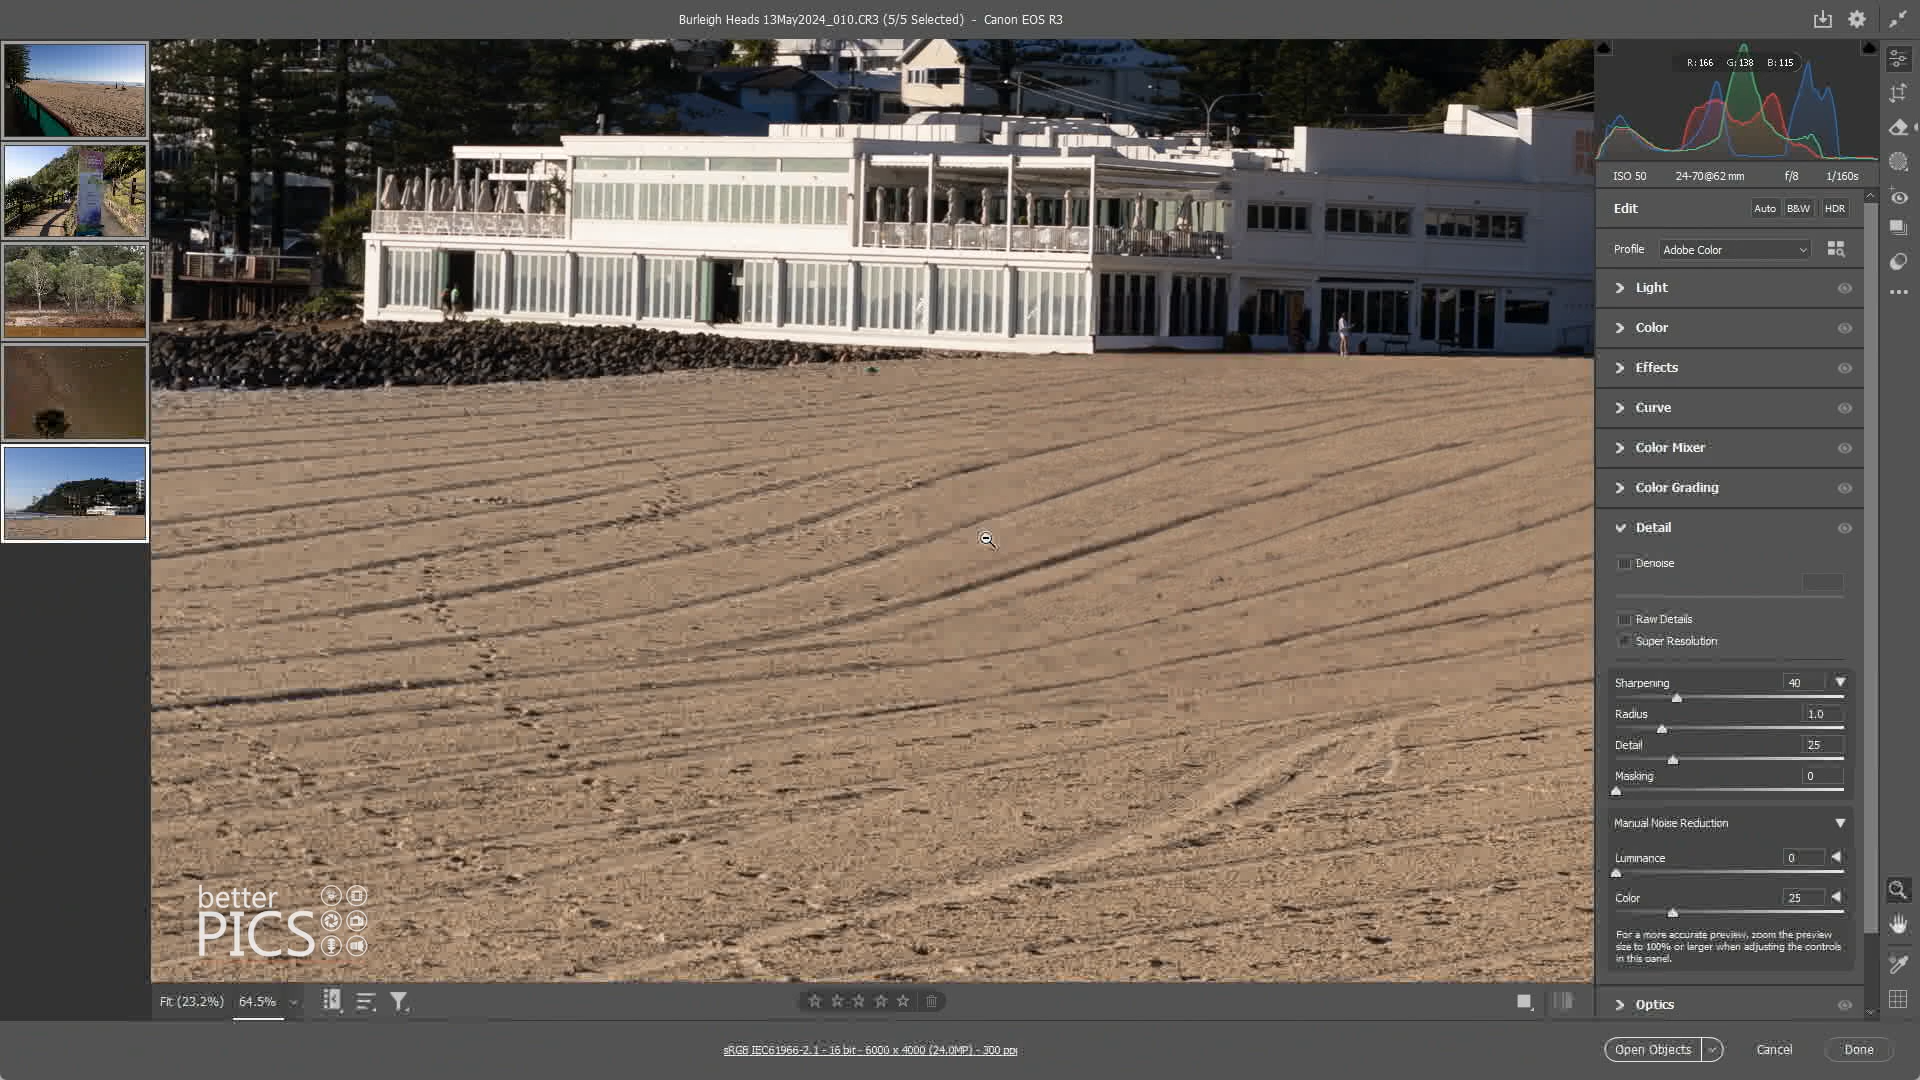 Burleigh Heads 13May2024_010.CR3 (5/5 Selected) - Canon EOS R3
R: 166 G: 138 B: 115
ISO 50 24-70@62 mm f/8 1/160s
Edit Auto B&W HDR
Profile Adobe Color
Light
Color
Effects
Curve
Color Mixer
Color Grading
Detail
Denoise
Raw Details
Super Resolution
Sharpening 40
Radius 1.0
Detail 25
Masking 0
Manual Noise Reduction
Luminance 0
Color 25
For a more accurate preview, zoom the preview
size to 100% or larger when adjusting the controls
in this panel.
Optics
better
PICS
Fit (23.2%) 64.5%
sRGB IEC61966-2.1 - 16 bit - 6000 x 4000 (24.0MP) - 300 ppi
Open Objects Cancel Done